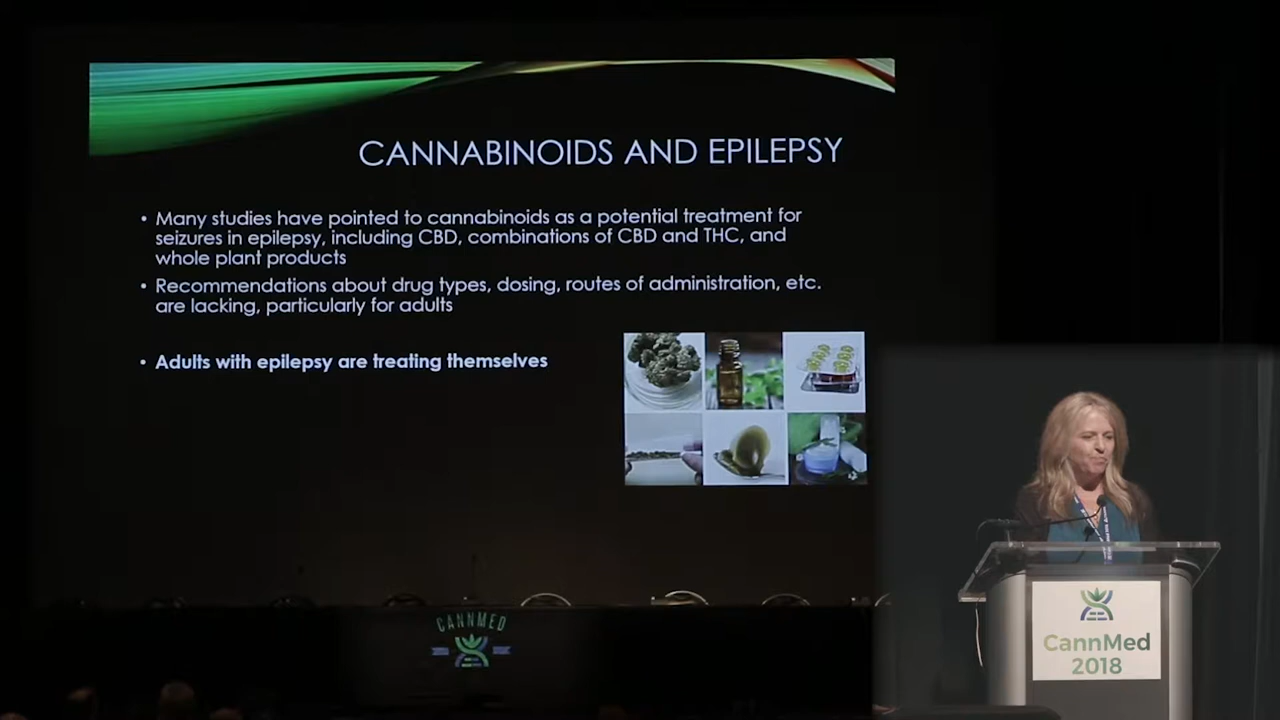 CANNABINOIDS AND EPILEPSY
• Many studies have pointed to cannabinoids as a potential treatment for
seizures in epilepsy, including CBD, combinations of CBD and THC, and
whole plant products
• Recommendations about drug types, dosing, routes of administration, etc.
are lacking, particularly for adults
• Adults with epilepsy are treating themselves
CANNMED
CannMed
2018